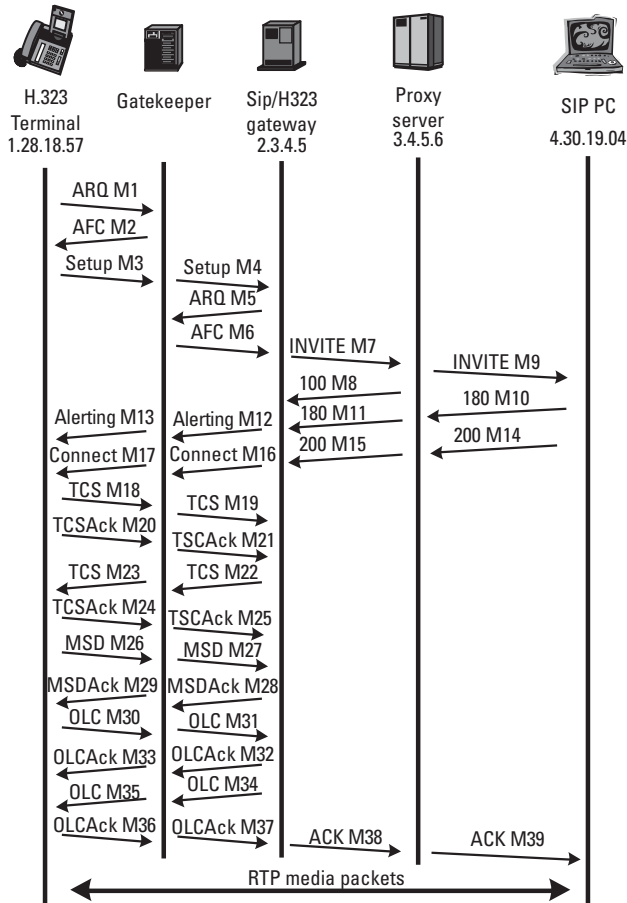 H.323
Terminal
1.28.18.57
Gatekeeper
Sip/H323
gateway
2.3.4.5
Proxy
server
3.4.5.6
SIP PC
4.30.19.04
ARQ M1
AFC M2
Setup M3
Setup M4
ARQ M5
AFC M6
INVITE M7
INVITE M9
100 M8
180 M10
Alerting M13
Alerting M12
180 M11
200 M14
Connect M17
Connect M16
200 M15
TCS M18
TCS M19
TCSAck M20
TSCAck M21
TCS M23
TCS M22
TCSAck M24
TSCAck M25
MSD M26
MSD M27
MSDAck M29
MSDAck M28
OLC M30
OLC M31
OLCAck M33
OLCAck M32
OLC M35
OLC M34
OLCAck M36
OLCAck M37
ACK M38
ACK M39
RTP media packets